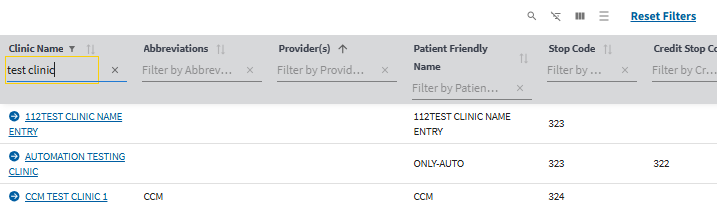 Reset Filters
Clinic Name Abbreviations Provider(s) Patient Friendly Name Stop Code Credit Stop Co
test clinic Filter by Abbrev... Filter by Provid... Filter by Patien... Filter by ... Filter by Cr...
112TEST CLINIC NAME ENTRY 112TEST CLINIC NAME ENTRY 323
AUTOMATION TESTING CLINIC ONLY-AUTO 323 322
CCM TEST CLINIC 1 CCM CCM 324